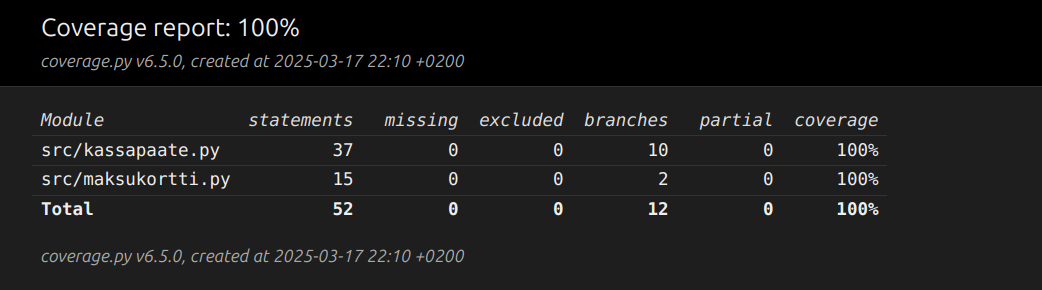 Coverage report: 100%
coverage.py v6.5.0, created at 2025-03-17 22:10 +0200
Module statements missing excluded branches partial coverage
src/kassapaate.py 37 0 0 10 0 100%
src/maksukortti.py 15 0 0 2 0 100%
Total 52 0 0 12 0 100%
coverage.py v6.5.0, created at 2025-03-17 22:10 +0200